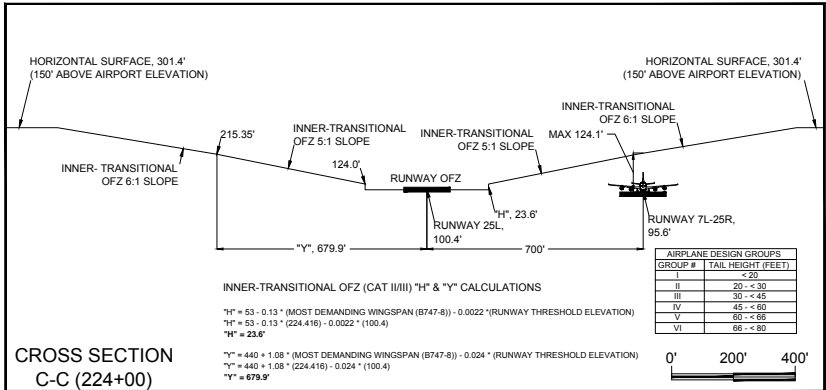 HORIZONTAL SURFACE, 301.4'
(150' ABOVE AIRPORT ELEVATION)
HORIZONTAL SURFACE, 301.4'
(150' ABOVE AIRPORT ELEVATION)
215.35'
INNER-TRANSITIONAL
OFZ 5:1 SLOPE
INNER- TRANSITIONAL
OFZ 6:1 SLOPE
124.0'
RUNWAY OFZ
INNER-TRANSITIONAL
OFZ 5:1 SLOPE
INNER-TRANSITIONAL
OFZ 6:1 SLOPE
MAX 124.1'
"H", 23.6'
RUNWAY 25L,
100.4'
RUNWAY 7L-25R,
95.6'
"Y", 679.9'
700'
INNER-TRANSITIONAL OFZ (CAT II/III) "H" & "Y" CALCULATIONS
"H" = 53 - 0.13 * (MOST DEMANDING WINGSPAN (B747-8)) - 0.0022 *(RUNWAY THRESHOLD ELEVATION)
"H" = 53 - 0.13 * (224.416) - 0.0022 * (100.4)
"H" = 23.6'
"Y" = 440 + 1.08 * (MOST DEMANDING WINGSPAN (B747-8)) - 0.024 * (RUNWAY THRESHOLD ELEVATION)
"Y" = 440 + 1.08 * (224.416) - 0.024 * (100.4)
"Y" = 679.9'
AIRPLANE DESIGN GROUPS
GROUP # TAIL HEIGHT (FEET)
I < 20
II 20 - < 30
III 30 - < 45
IV 45 - < 60
V 60 - < 66
VI 66 - < 80
CROSS SECTION
C-C (224+00)
0' 200' 400'